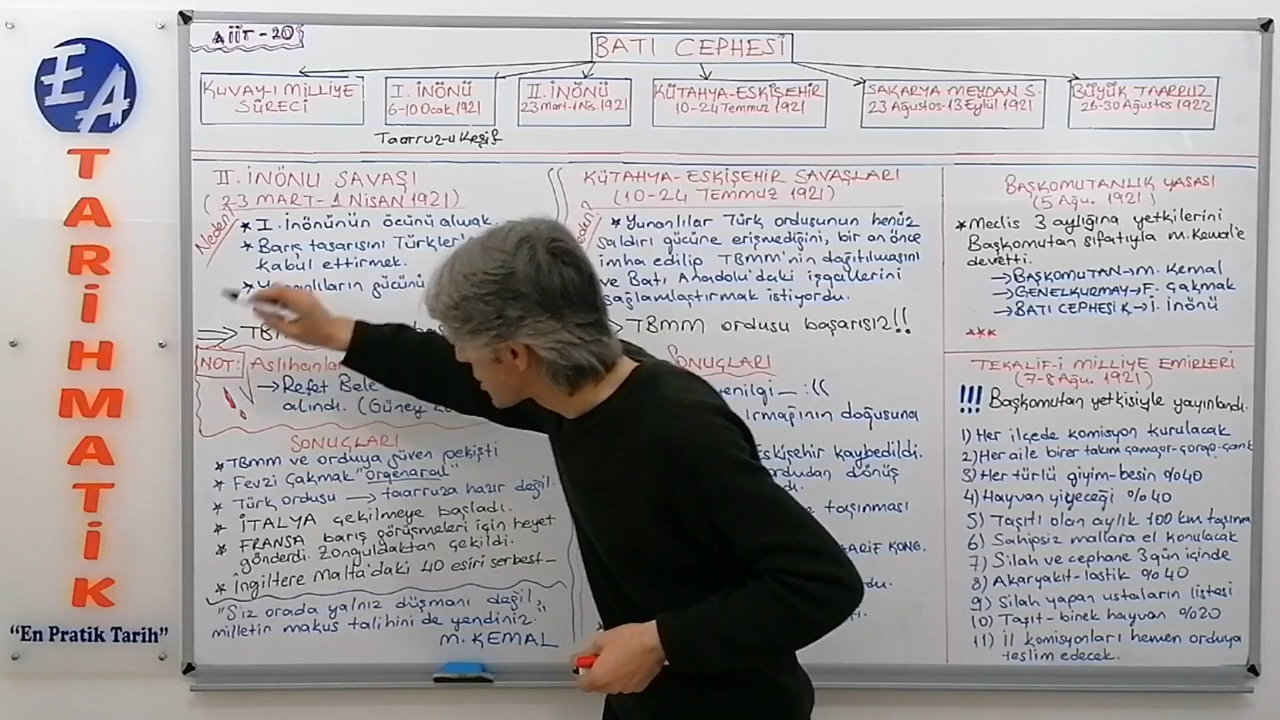 EA
TARİHMATİK
“En Pratik Tarih”
AİİT-20
BATI CEPHESİ
KUVAY-I MİLLİYE
SÜRECİ
I. İNÖNÜ
6-10 Ocak 1921
Taarruz-u Keşif
II. İNÖNÜ
23 Mart-1 Nis. 1921
KÜTAHYA-ESKİŞEHİR
10-24 Temmuz 1921
SAKARYA MEYDAN S.
23 Ağustos-13 Eylül 1921
BÜYÜK TAARRUZ
26-30 Ağustos 1922
II. İNÖNÜ SAVAŞI
(23 MART-1 NİSAN 1921)
Neden?
* I. İnönünün öcünü almak.
* Barış tasarısını Türkler'e
kabul ettirmek.
* Yunanlıların gücünü
NOT: Aslıhanlar
→ Refet Bele
alındı. (Güney
SONUÇLARI
* TBMM ve orduya güven pekişti
* Fevzi Çakmak "orgeneral"
* Türk ordusu → taarruza hazır değil.
* İTALYA çekilmeye başladı.
* FRANSA barış görüşmeleri için heyet
gönderdi. Zonguldaktan çekildi.
* İngiltere Malta'daki 40 esiri serbest—
"Siz orada yalnız düşmanı değil,
milletin makus talihini de yendiniz."
M. KEMAL
KÜTAHYA-ESKİŞEHİR SAVAŞLARI
(10-24 TEMMUZ 1921)
* Yunanlılar Türk ordusunun henüz
saldırı gücüne erişmediğini, bir an önce
imha edilip TBMM'nin dağıtılmasını
ve Batı Anadolu'daki işgallerini
sağlamlaştırmak istiyordu.
TBMM ordusu başarısız!!
SONUÇLARI
yenilgi — :((
ırmağının doğusuna
Eskişehir kaybedildi.
ordudan dönüş
taşınması
KONG.
BAŞKOMUTANLIK YASASI
(5 Ağu. 1921)
* Meclis 3 aylığına yetkilerini
Başkomutan sıfatıyla M. Kemal'e
devetti.
→ BAŞKOMUTAN → M. Kemal
→ GENELKURMAY → F. Çakmak
→ BATI CEPHESİ K → İ. İnönü
***
TEKALİF-İ MİLLİYE EMİRLERİ
(7-8 Ağu. 1921)
!!! Başkomutan yetkisiyle yayınlandı.
1) Her ilçede komisyon kurulacak
2) Her aile birer takım çamaşır-çorap-çarık
3) Her türlü giyim-besin %40
4) Hayvan yiyeceği %40
5) Taşıtı olan aylık 100 km taşıma
6) Sahipsiz mallara el konulacak
7) Silah ve cephane 3 gün içinde
8) Akaryakıt-lastik %40
9) Silah yapan ustaların listesi
10) Taşıt-binek hayvan %20
11) İl komisyonları hemen orduya
teslim edecek.